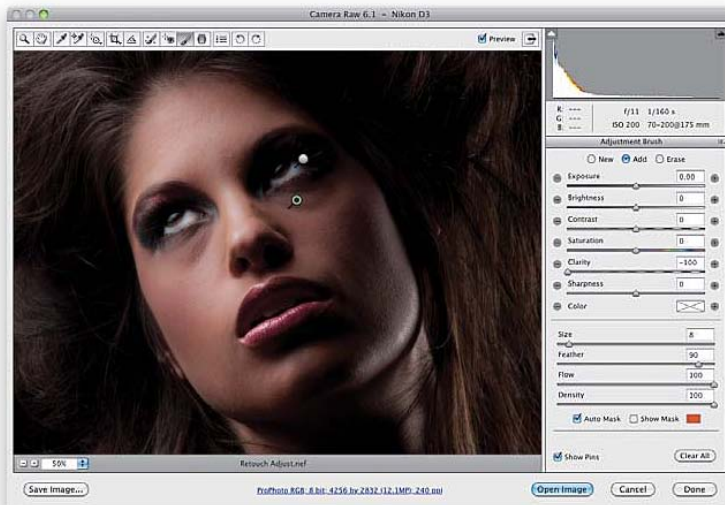 Camera Raw 6.1 – Nikon D3
Preview
R: ---
G: ---
B: ---
f/11 1/160 s
ISO 200 70-200@175 mm
Adjustment Brush
New Add Erase
Exposure 0.00
Brightness 0
Contrast 0
Saturation 0
Clarity -100
Sharpness 0
Color
Size 8
Feather 90
Flow 100
Density 100
Auto Mask Show Mask
Show Pins Clear All
50% Retouch Adjust.nef
Save Image... ProPhoto RGB; 8 bit; 4256 by 2832 (12.1MP); 240 ppi Open Image Cancel Done